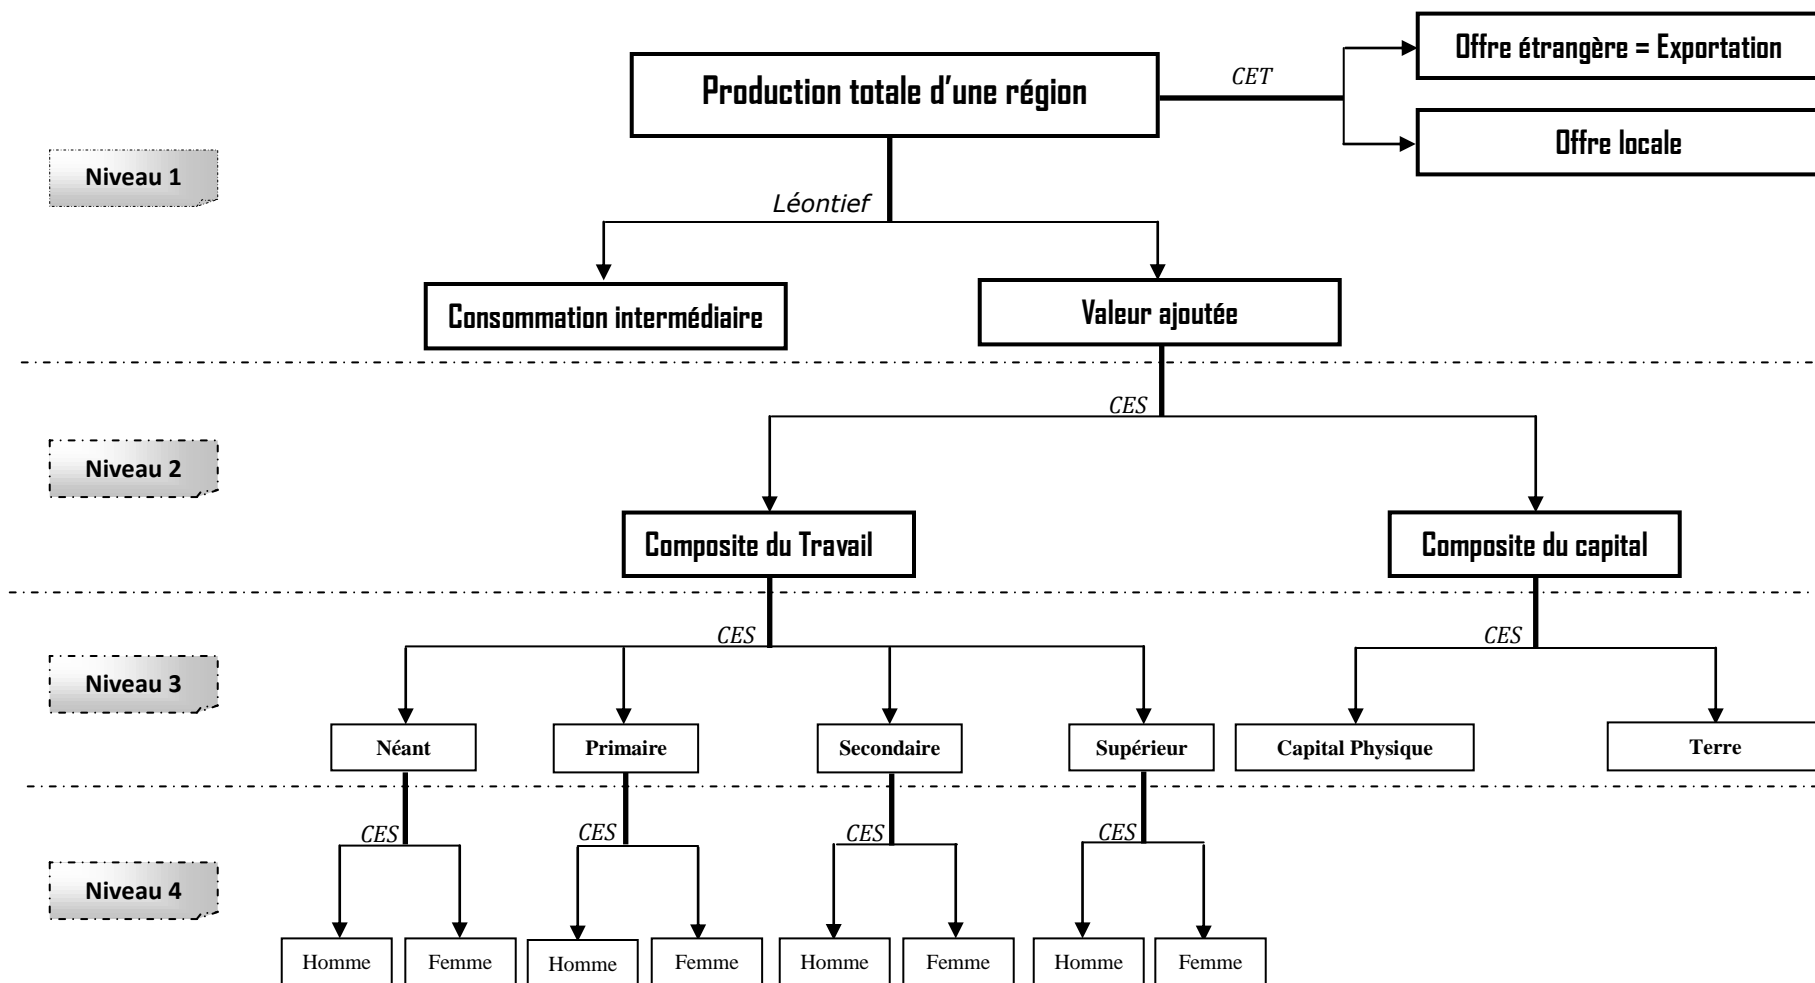 Offre étrangère = Exportation
Production totale d'une région
CET
Offre locale
Niveau 1
Léontief
Consommation intermédiaire
Valeur ajoutée
CES
Niveau 2
Composite du Travail
Composite du capital
CES
CES
Niveau 3
Néant
Primaire
Secondaire
Supérieur
Capital Physique
Terre
CES
CES
CES
CES
Niveau 4
Homme
Femme
Homme
Femme
Homme
Femme
Homme
Femme